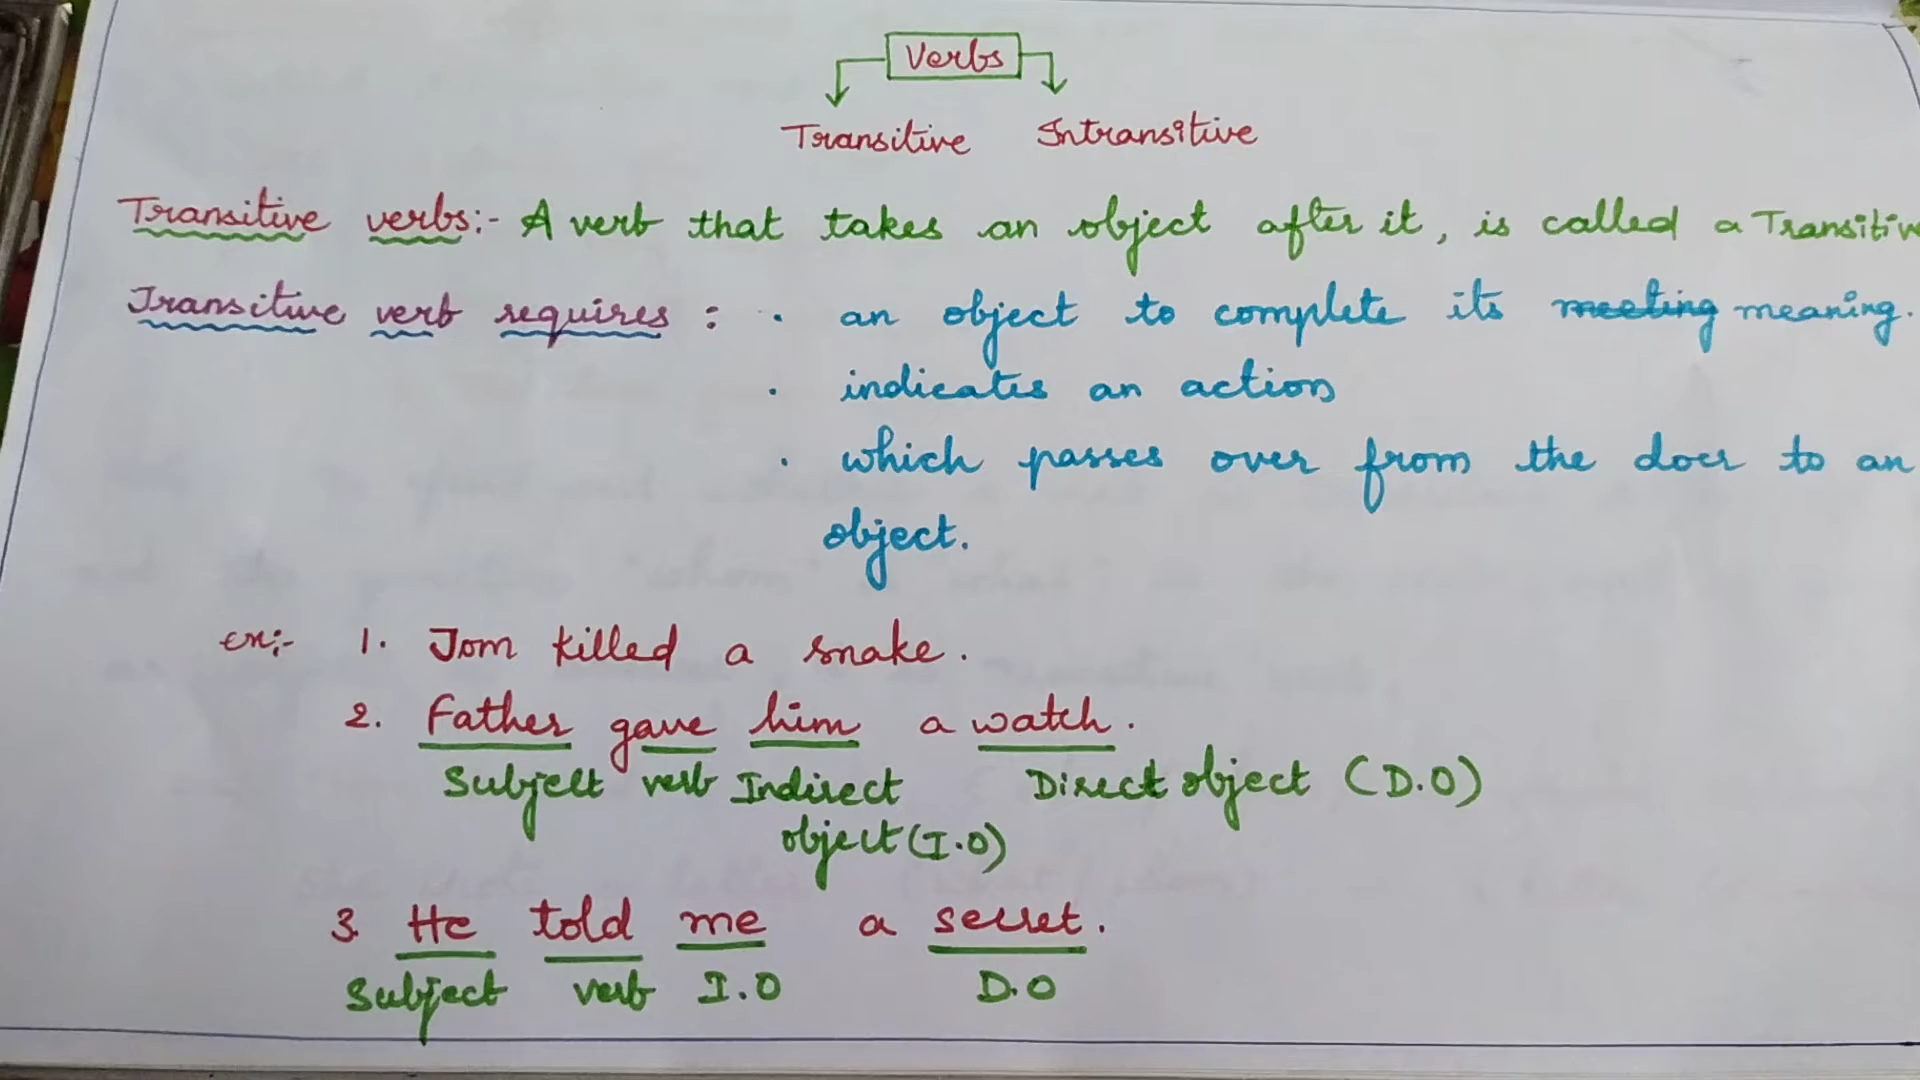 Verbs
Transitive Intransitive
Transitive verbs:- A verb that takes an object after it, is called a Transitiv
Transitive verb requires : . an object to complete its meeting meaning.
. indicates an action
. which passes over from the doer to an
object.
ex:- 1. Tom killed a snake.
2. Father gave him a watch.
Subject verb Indirect Direct object (D.O)
object (I.O)
3 He told me a secret.
Subject verb I.O D.O